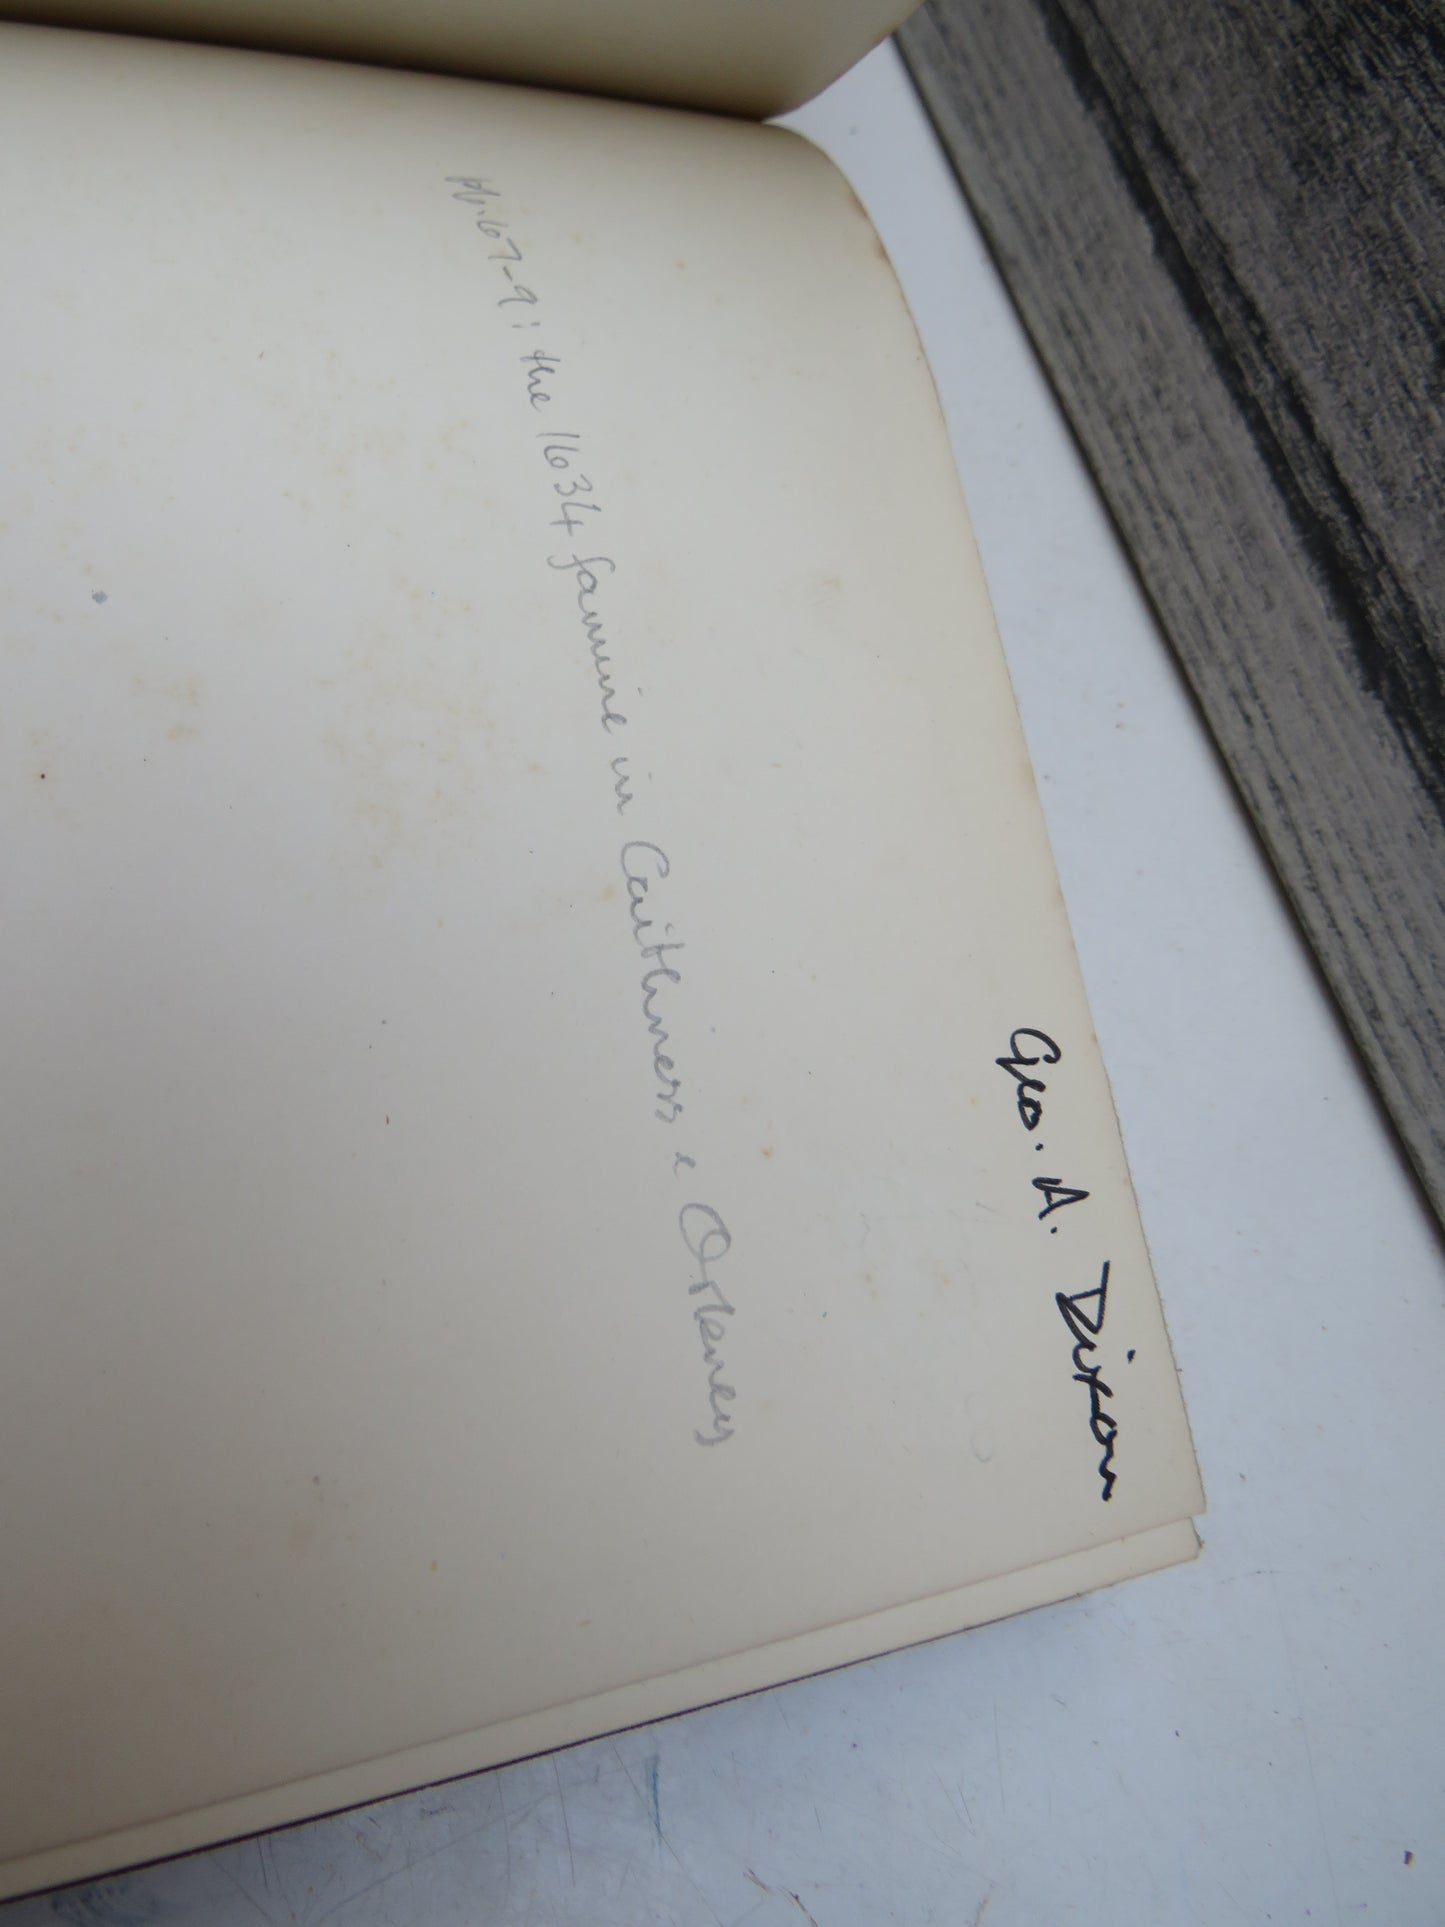 Geo. A. Dixon
pp. 67-9: the 1634 famine in Caithness & Orkney